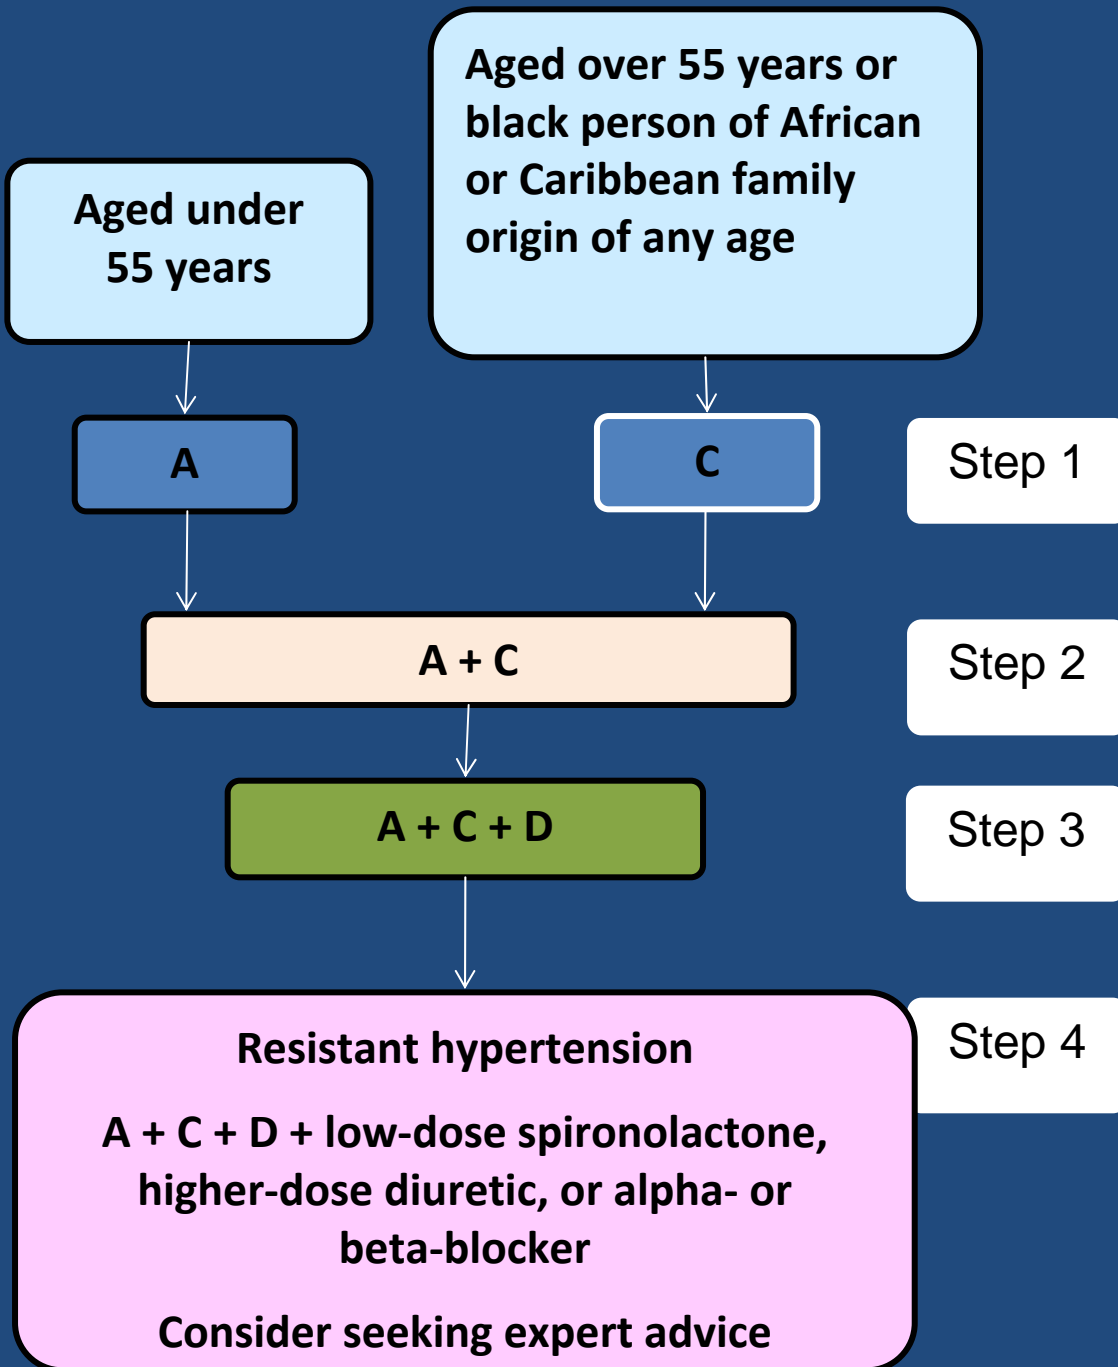 Aged under
55 years
Aged over 55 years or
black person of African
or Caribbean family
origin of any age
A
C
Step 1
A + C
Step 2
A + C + D
Step 3
Resistant hypertension
A + C + D + low-dose spironolactone,
higher-dose diuretic, or alpha- or
beta-blocker
Consider seeking expert advice
Step 4